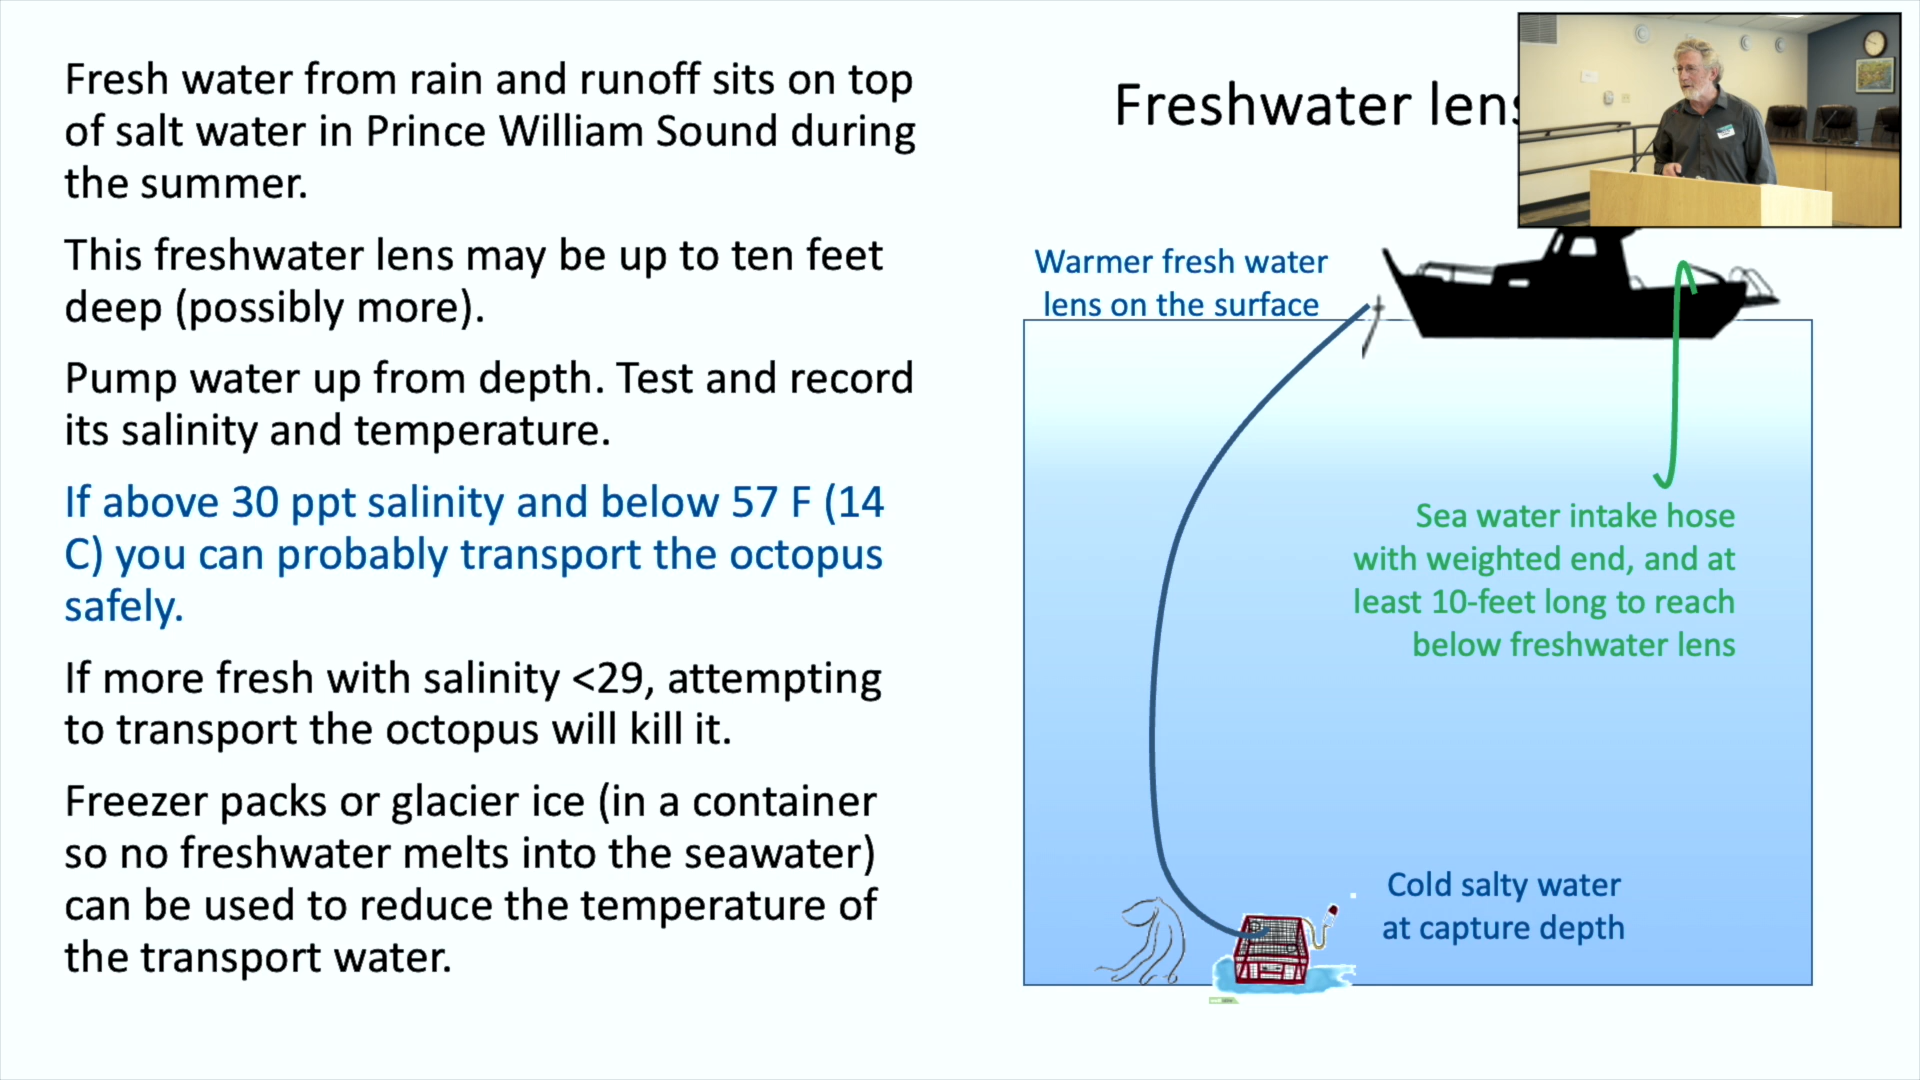 Fresh water from rain and runoff sits on top
of salt water in Prince William Sound during
the summer.
This freshwater lens may be up to ten feet
deep (possibly more).
Pump water up from depth. Test and record
its salinity and temperature.
If above 30 ppt salinity and below 57 F (14
C) you can probably transport the octopus
safely.
If more fresh with salinity <29, attempting
to transport the octopus will kill it.
Freezer packs or glacier ice (in a container
so no freshwater melts into the seawater)
can be used to reduce the temperature of
the transport water.
Freshwater lens
Warmer fresh water
lens on the surface
Sea water intake hose
with weighted end, and at
least 10-feet long to reach
below freshwater lens
Cold salty water
at capture depth